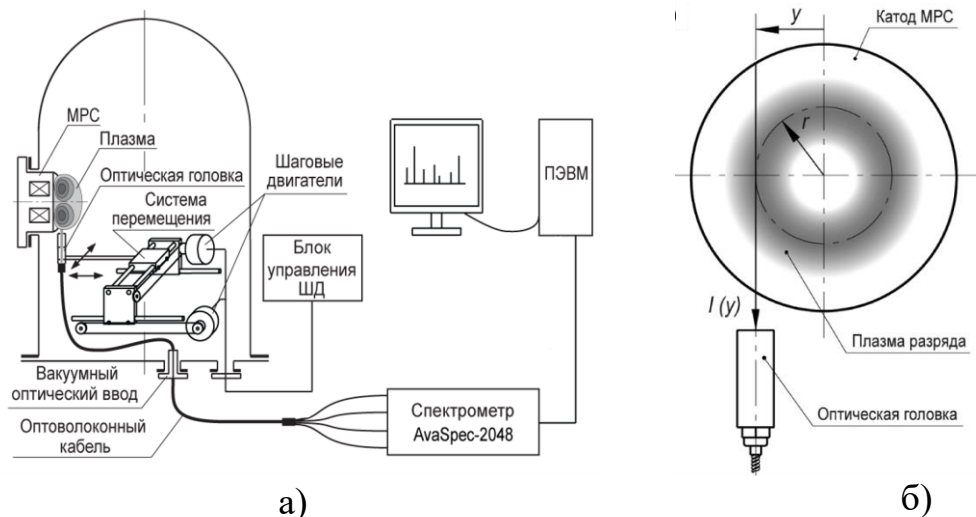 МРС
Плазма
Оптическая головка
Система
перемещения
Шаговые
двигатели
Блок
управления
ШД
ПЭВМ
Вакуумный
оптический ввод
Оптоволоконный
кабель
Спектрометр
AvaSpec-2048
а)
y
Катод МРС
r
I (y)
Плазма разряда
Оптическая головка
б)